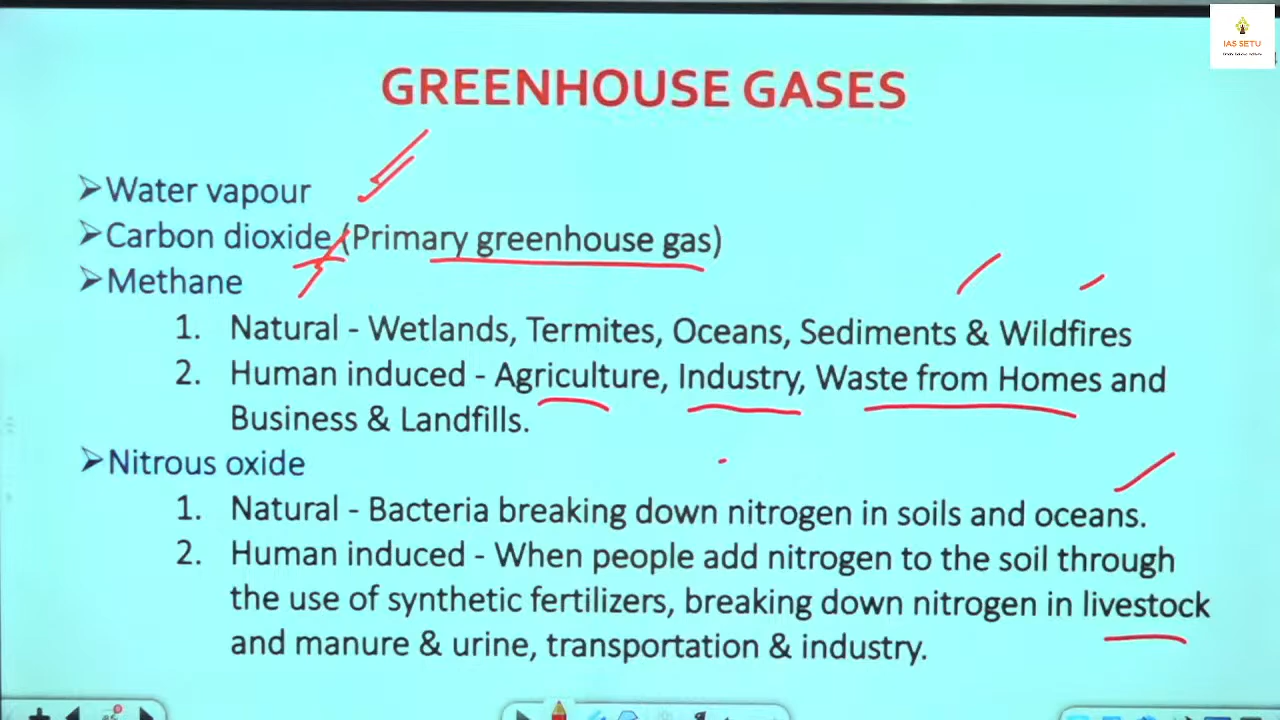 IAS SETU
GREENHOUSE GASES
➢Water vapour
➢Carbon dioxide (Primary greenhouse gas)
➢Methane
1. Natural - Wetlands, Termites, Oceans, Sediments & Wildfires
2. Human induced - Agriculture, Industry, Waste from Homes and
Business & Landfills.
➢Nitrous oxide
1. Natural - Bacteria breaking down nitrogen in soils and oceans.
2. Human induced - When people add nitrogen to the soil through
the use of synthetic fertilizers, breaking down nitrogen in livestock
and manure & urine, transportation & industry.